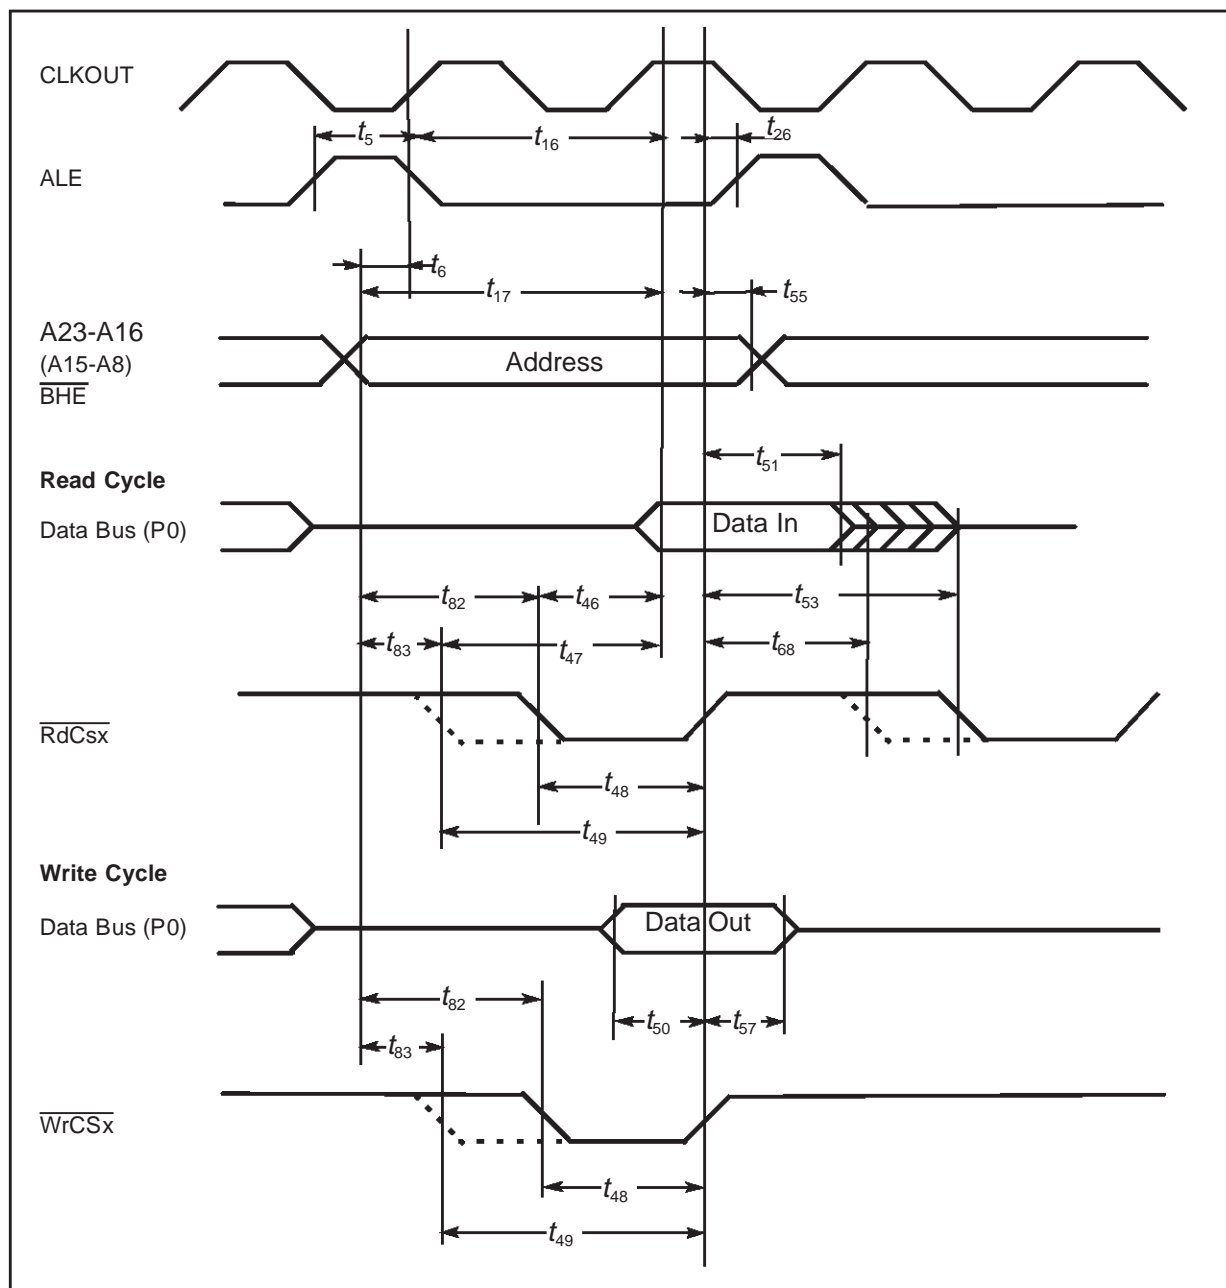 CLKOUT
t5
t16
t26
ALE
t6
t17
t55
A23-A16
(A15-A8)
BHE
Address
t51
Read Cycle
Data Bus (P0)
Data In
t82
t46
t53
t83
t47
t68
RdCsx
t48
t49
Write Cycle
Data Bus (P0)
Data Out
t82
t50
t57
t83
WrCSx
t48
t49